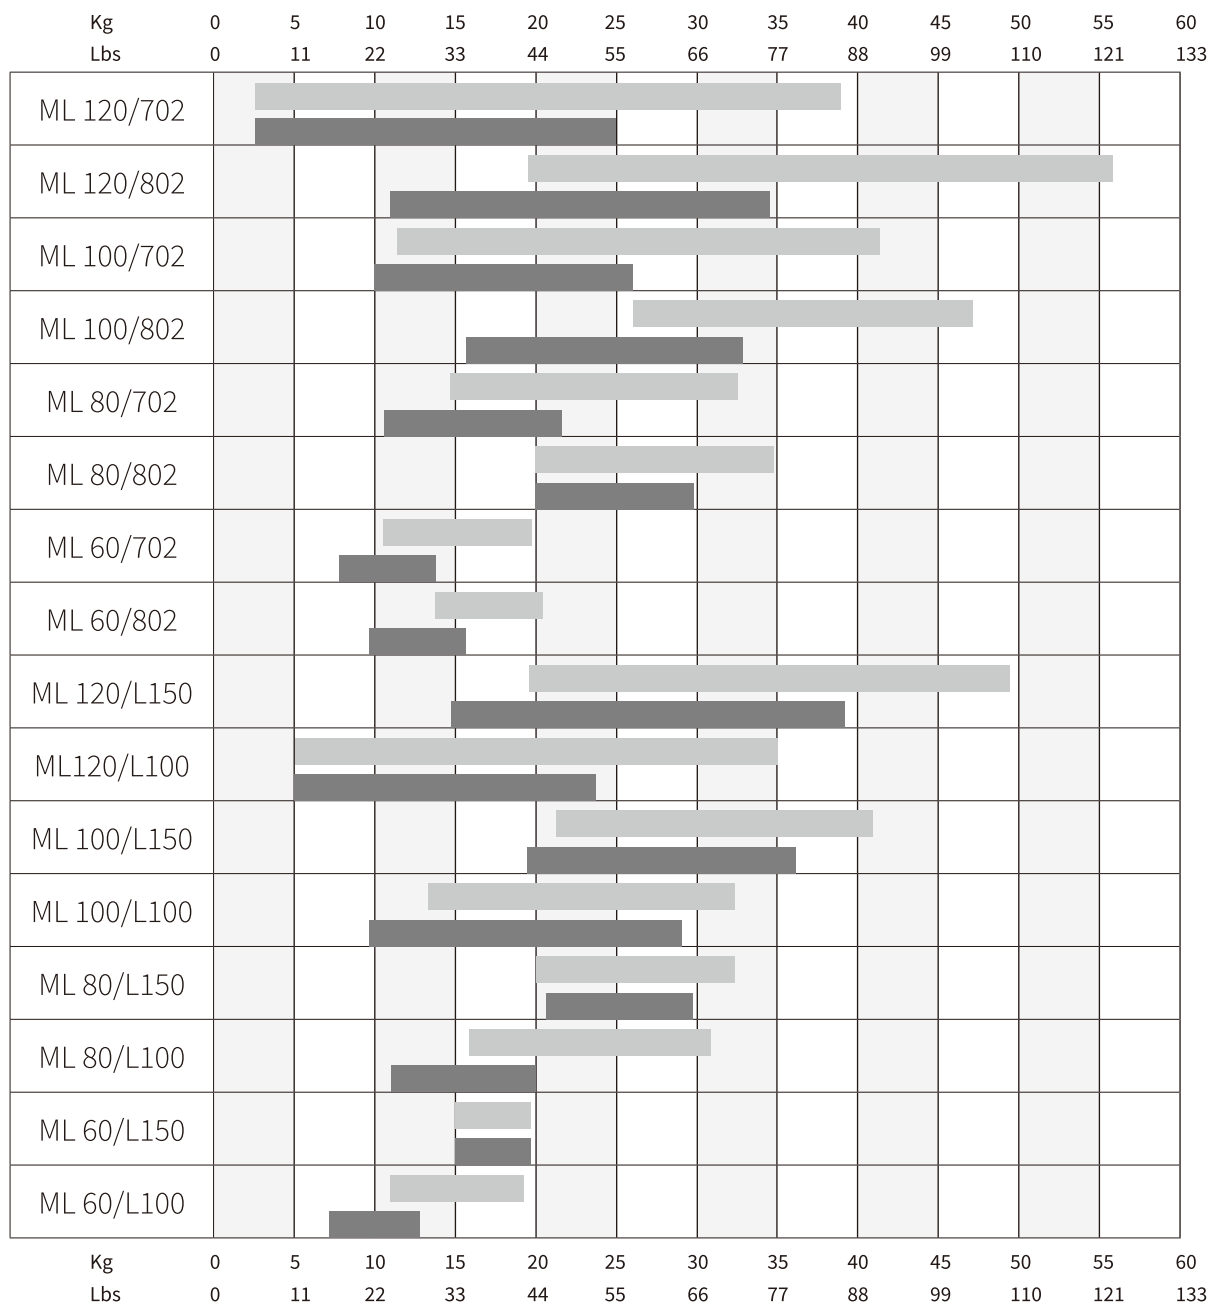 Kg 0 5 10 15 20 25 30 35 40 45 50 55 60
Lbs 0 11 22 33 44 55 66 77 88 99 110 121 133
ML 120/702
ML 120/802
ML 100/702
ML 100/802
ML 80/702
ML 80/802
ML 60/702
ML 60/802
ML 120/L150
ML120/L100
ML 100/L150
ML 100/L100
ML 80/L150
ML 80/L100
ML 60/L150
ML 60/L100
Kg 0 5 10 15 20 25 30 35 40 45 50 55 60
Lbs 0 11 22 33 44 55 66 77 88 99 110 121 133